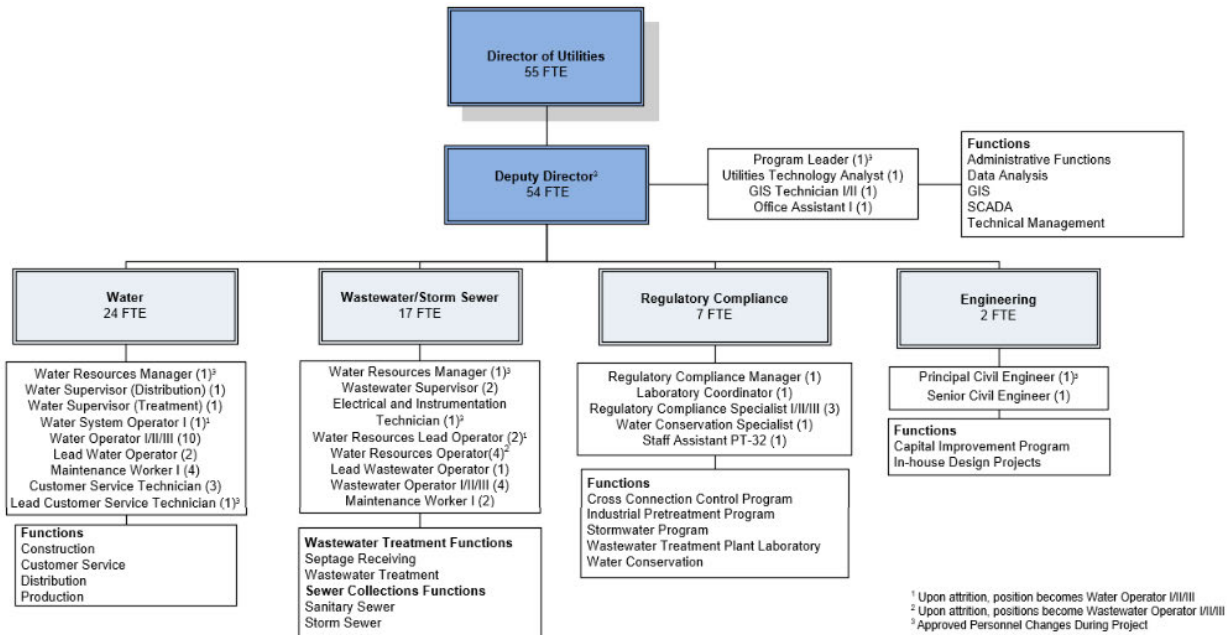 Director of Utilities
55 FTE
Deputy Director³
54 FTE
Program Leader (1)³
Utilities Technology Analyst (1)
GIS Technician I/II (1)
Office Assistant I (1)
Functions
Administrative Functions
Data Analysis
GIS
SCADA
Technical Management
Water
24 FTE
Water Resources Manager (1)³
Water Supervisor (Distribution) (1)
Water Supervisor (Treatment) (1)
Water System Operator I (1)¹
Water Operator I/II/III (10)
Lead Water Operator (2)
Maintenance Worker I (4)
Customer Service Technician (3)
Lead Customer Service Technician (1)³
Functions
Construction
Customer Service
Distribution
Production
Wastewater/Storm Sewer
17 FTE
Water Resources Manager (1)³
Wastewater Supervisor (2)
Electrical and Instrumentation
Technician (1)³
Water Resources Lead Operator (2)¹
Water Resources Operator(4)²
Lead Wastewater Operator (1)
Wastewater Operator I/II/III (4)
Maintenance Worker I (2)
Wastewater Treatment Functions
Septage Receiving
Wastewater Treatment
Sewer Collections Functions
Sanitary Sewer
Storm Sewer
Regulatory Compliance
7 FTE
Regulatory Compliance Manager (1)
Laboratory Coordinator (1)
Regulatory Compliance Specialist I/II/III (3)
Water Conservation Specialist (1)
Staff Assistant PT-32 (1)
Functions
Cross Connection Control Program
Industrial Pretreatment Program
Stormwater Program
Wastewater Treatment Plant Laboratory
Water Conservation
Engineering
2 FTE
Principal Civil Engineer (1)³
Senior Civil Engineer (1)
Functions
Capital Improvement Program
In-house Design Projects
¹ Upon attrition, position becomes Water Operator I/II/III
² Upon attrition, positions become Wastewater Operator I/II/III
³ Approved Personnel Changes During Project